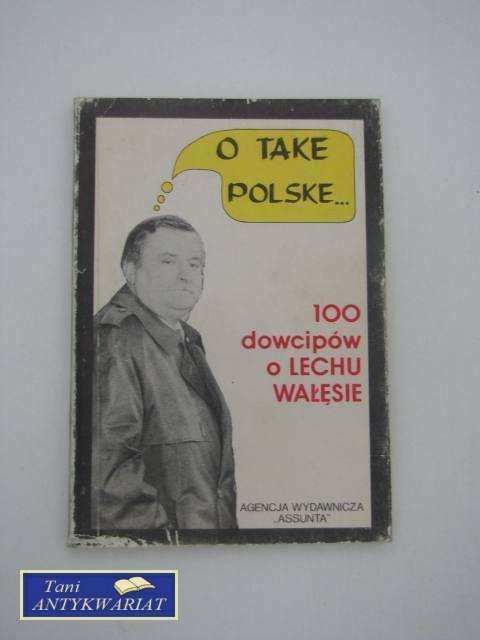 O TAKE
POLSKE...
100
dowcipów
o LECHU
WAŁĘSIE
AGENCJA WYDAWNICZA
„ASSUNTA"
Tani
ANTYKWARIAT